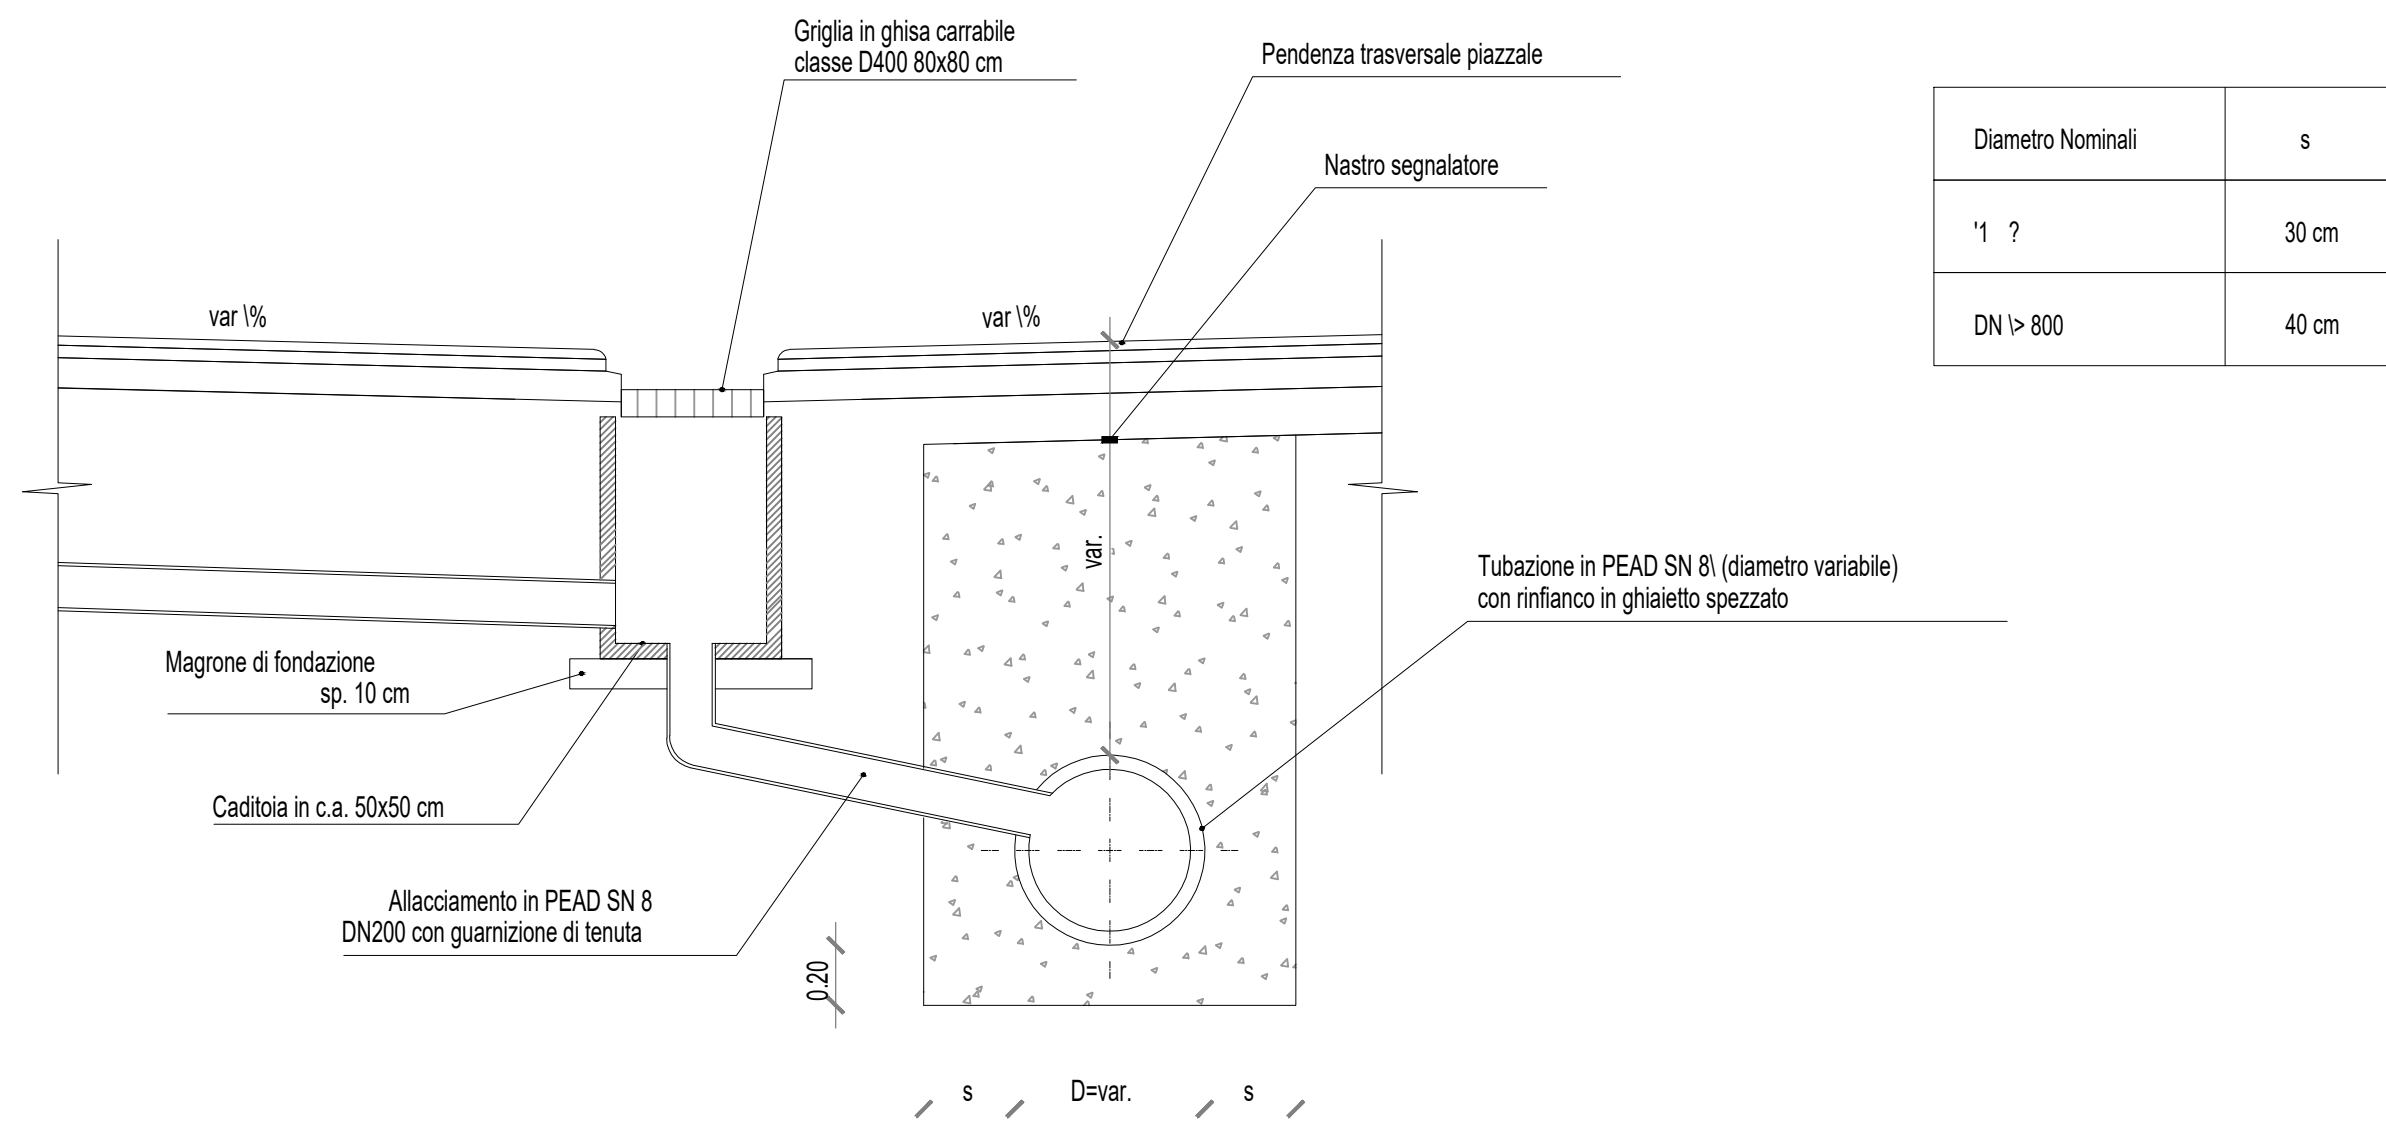 Griglia in ghisa carrabile
classe D400 80x80 cm
Pendenza trasversale piazzale
Nastro segnalatore
Diametro Nominali s
'1 ? 30 cm
DN \> 800 40 cm
var \%
var \%
var.
Tubazione in PEAD SN 8\ (diametro variabile)
con rinfianco in ghiaietto spezzato
Magrone di fondazione
sp. 10 cm
Caditoia in c.a. 50x50 cm
Allacciamento in PEAD SN 8
DN200 con guarnizione di tenuta
0.20
s D=var. s